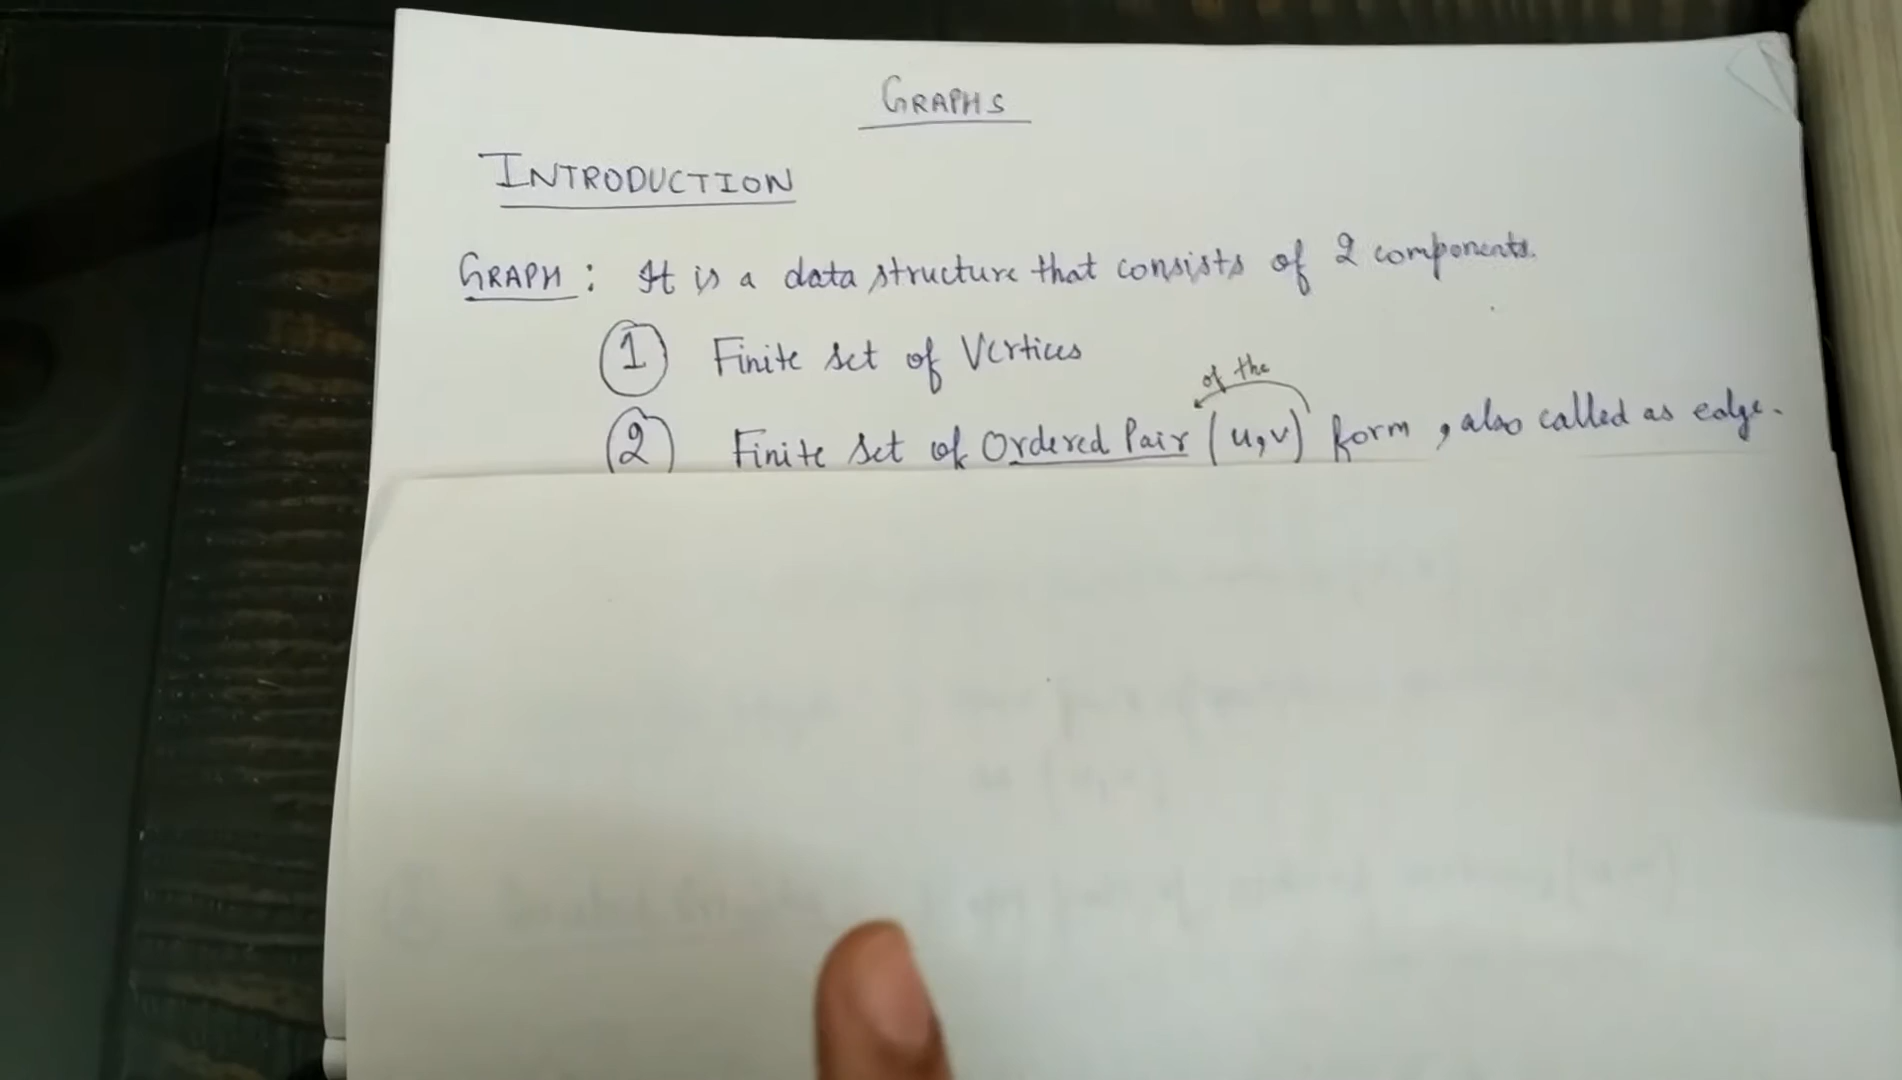 GRAPHS
INTRODUCTION
GRAPH : It is a data structure that consists of 2 components.
1 Finite set of Vertices
of the
2 Finite set of Ordered Pair (u,v) form, also called as edge.